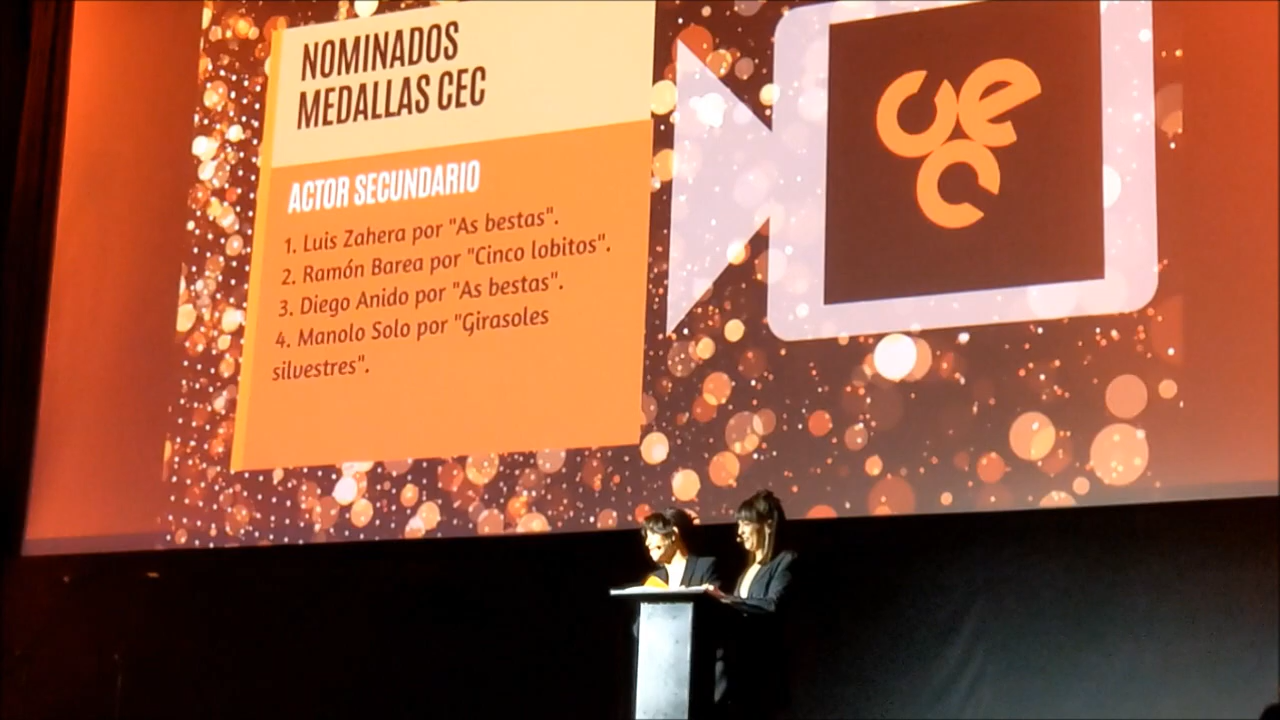 NOMINADOS
MEDALLAS CEC
ACTOR SECUNDARIO
1. Luis Zahera por "As bestas".
2. Ramón Barea por "Cinco lobitos".
3. Diego Anido por "As bestas".
4. Manolo Solo por "Girasoles
silvestres".
cec